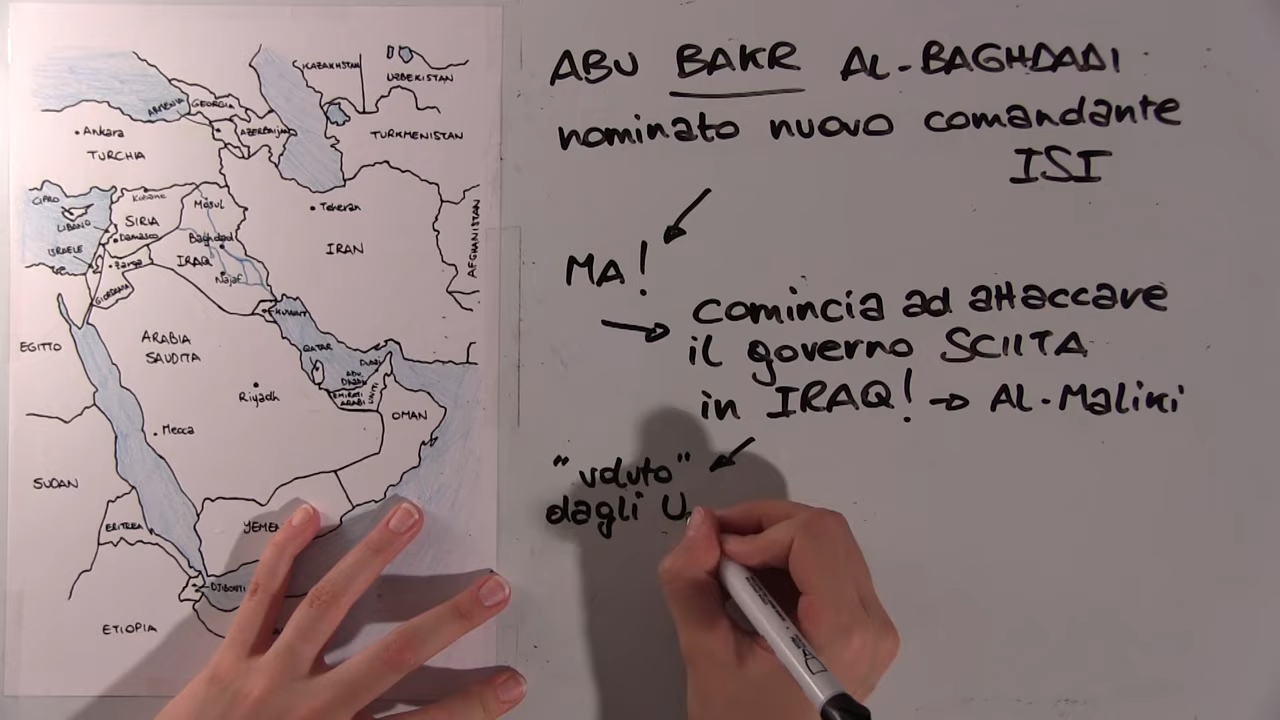 KAZAKHSTAN
UZBEKISTAN
ARMENIA
GEORGIA
AZERBAIJAN
TURKMENISTAN
Ankara
TURCHIA
CIPRO
Kobane
SIRIA
LIBANO
Damasco
ISRAELE
Zarqa
GIORDANIA
Mosul
Baghdad
IRAQ
Najaf
Teheran
IRAN
AFGHANISTAN
KUWAIT
EGITTO
ARABIA
SAUDITA
QATAR
DUBAI
ABU
DHABI
EMIRATI
ARABI
UNITI
Riyadh
OMAN
Mecca
SUDAN
ERITREA
YEMEN
DJIBOUTI
ETIOPIA
ABU BAKR AL-BAGHDADI
nominato nuovo comandante
ISI
MA!
comincia ad attaccare
il governo SCIITA
in IRAQ! → AL-Maliki
"voluto"
dagli U